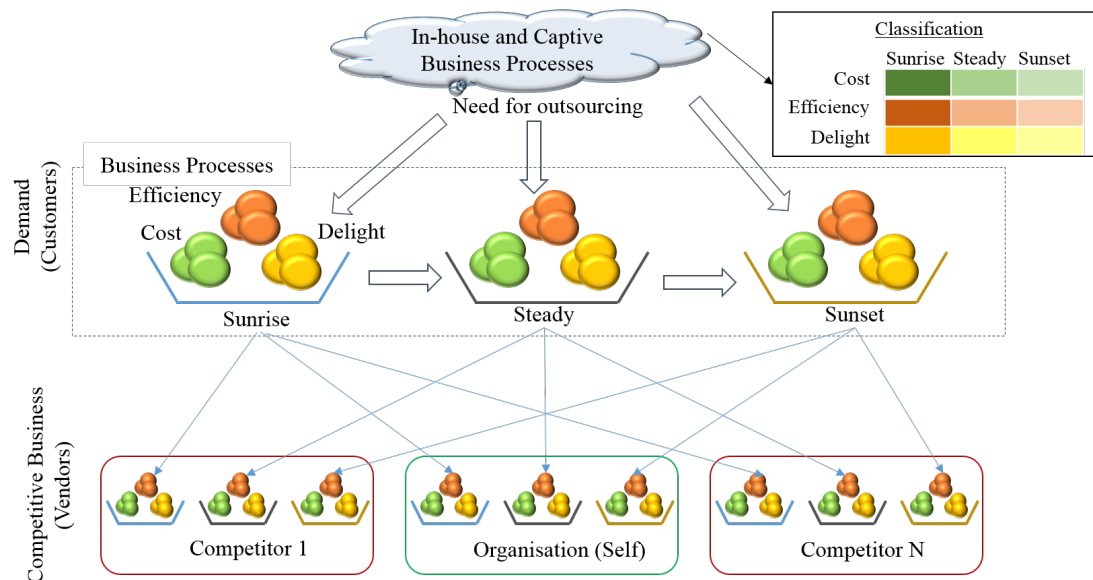 In-house and Captive
Business Processes
Need for outsourcing
Classification
Sunrise Steady Sunset
Cost
Efficiency
Delight
Business Processes
Efficiency
Cost
Delight
Sunrise
Steady
Sunset
Demand
(Customers)
Competitive Business
(Vendors)
Competitor 1
Organisation (Self)
Competitor N